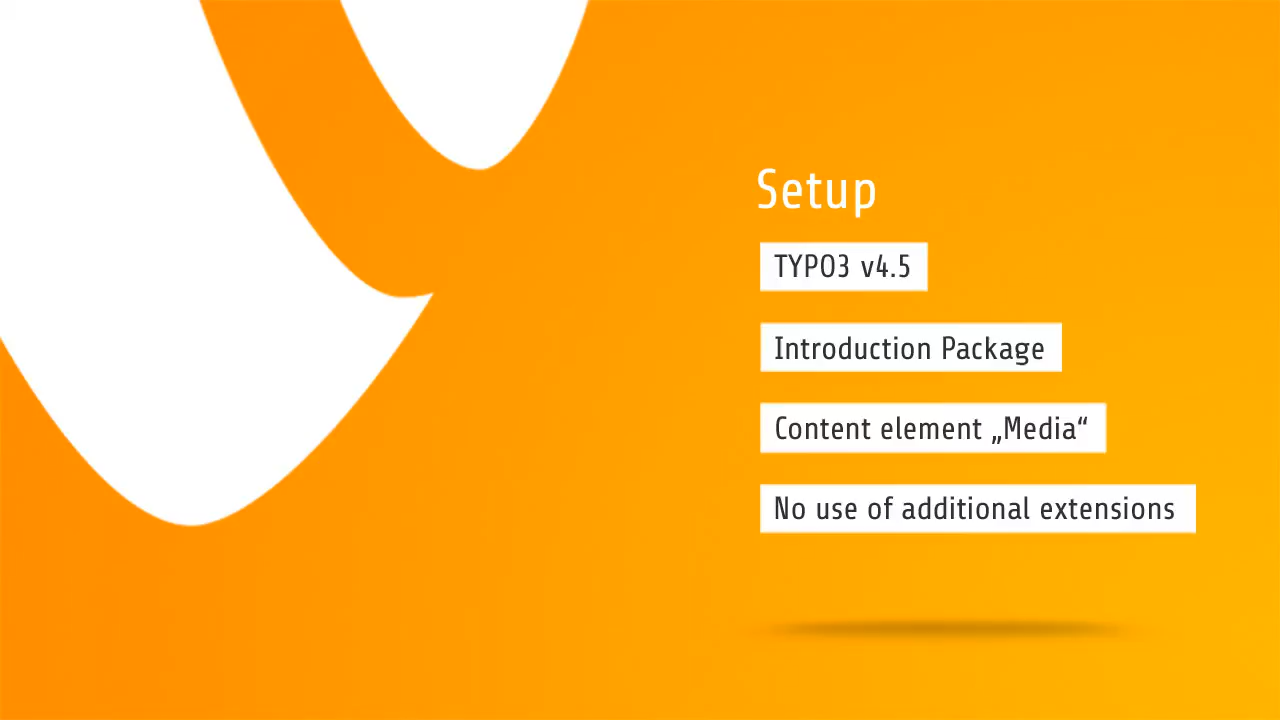 Setup
TYPO3 v4.5
Introduction Package
Content element „Media“
No use of additional extensions